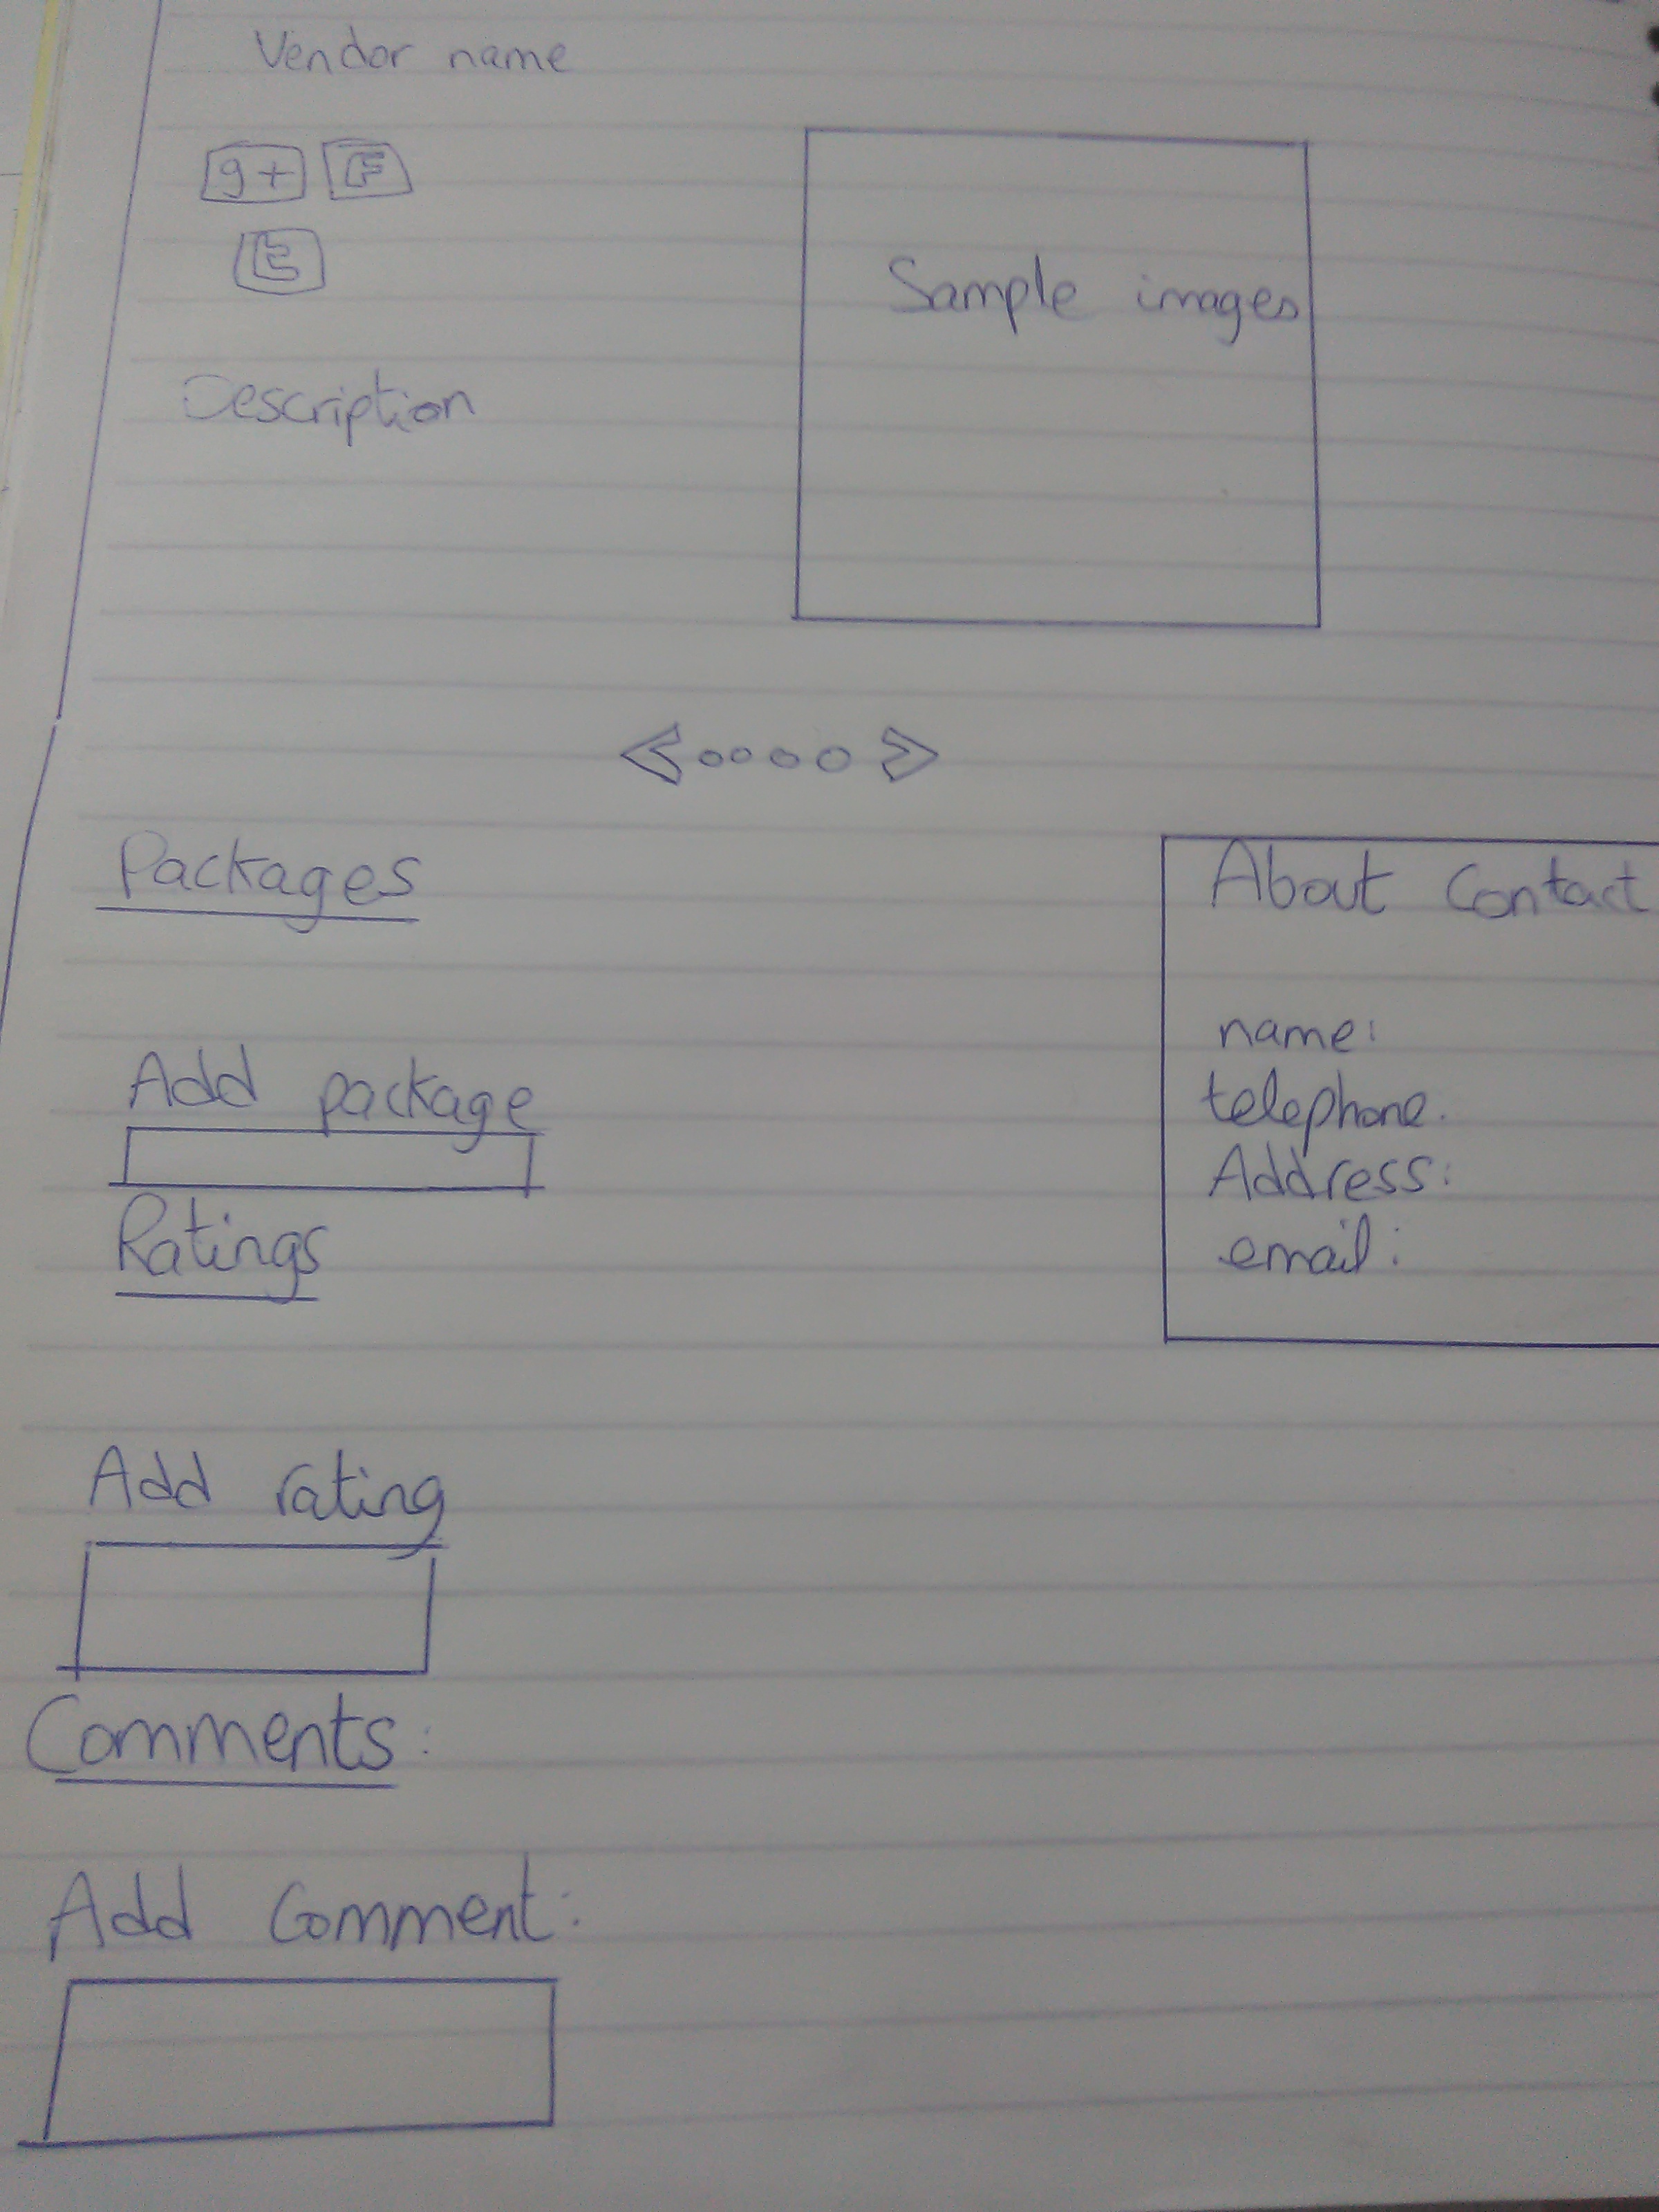 Vendor name
g+ F
t
Sample images
Description
Packages
About Contact
name:
telephone.
Address:
email:
Add package
Ratings
Add rating
Comments:
Add Comment: